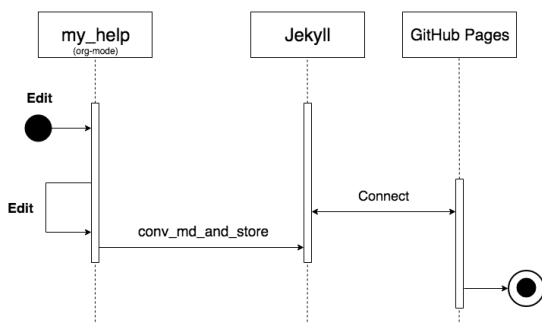 my_help
(org-mode)
Jekyll
GitHub Pages
Edit
Edit
Connect
conv_md_and_store